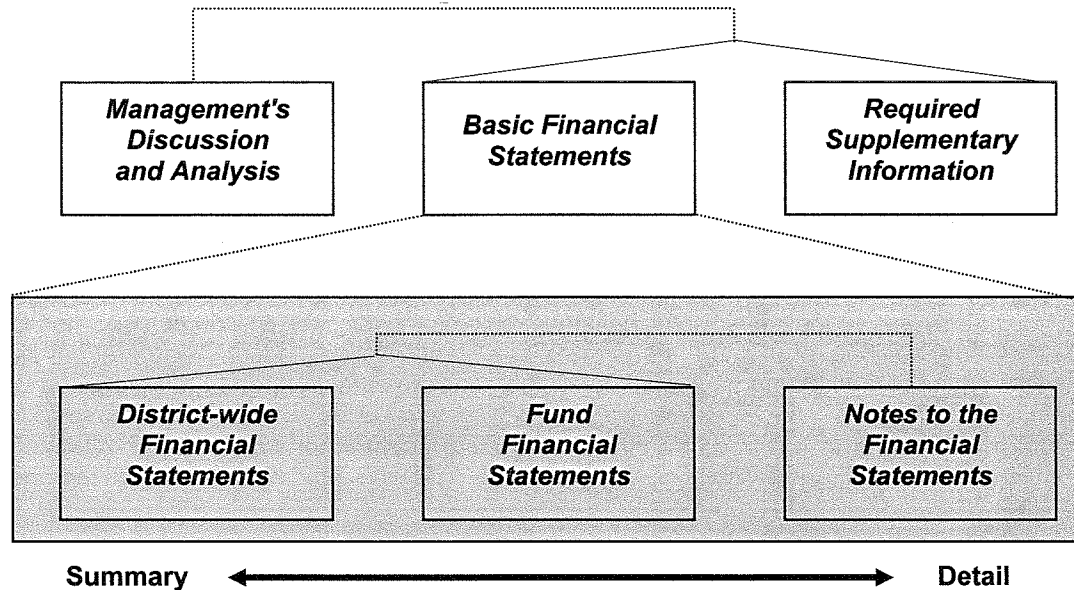 Management's
Discussion
and Analysis
Basic Financial
Statements
Required
Supplementary
Information
District-wide
Financial
Statements
Fund
Financial
Statements
Notes to the
Financial
Statements
Summary
Detail